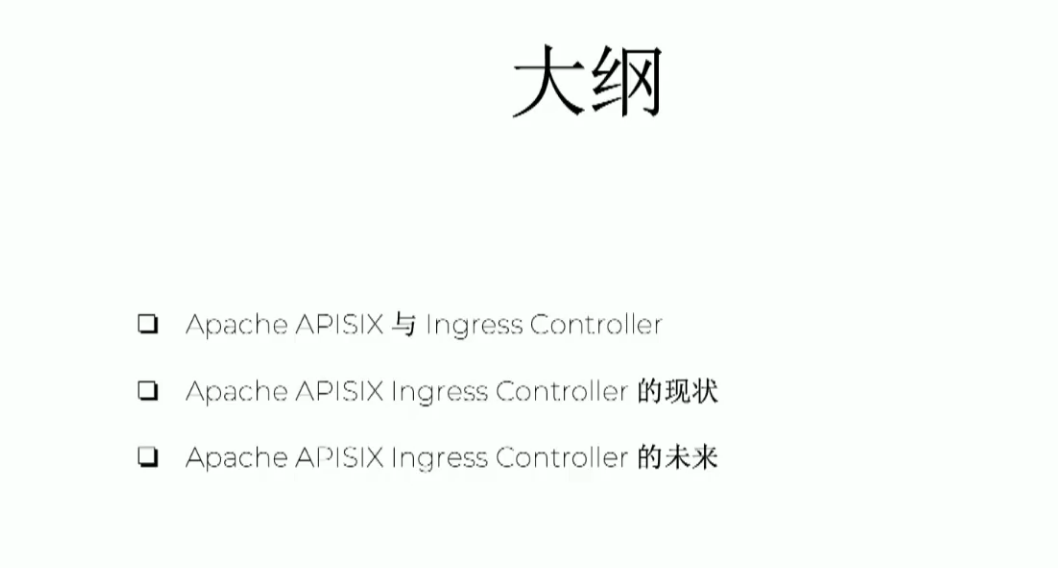 大纲
Apache APISIX 与 Ingress Controller
Apache APISIX Ingress Controller 的现状
Apache APISIX Ingress Controller 的未来